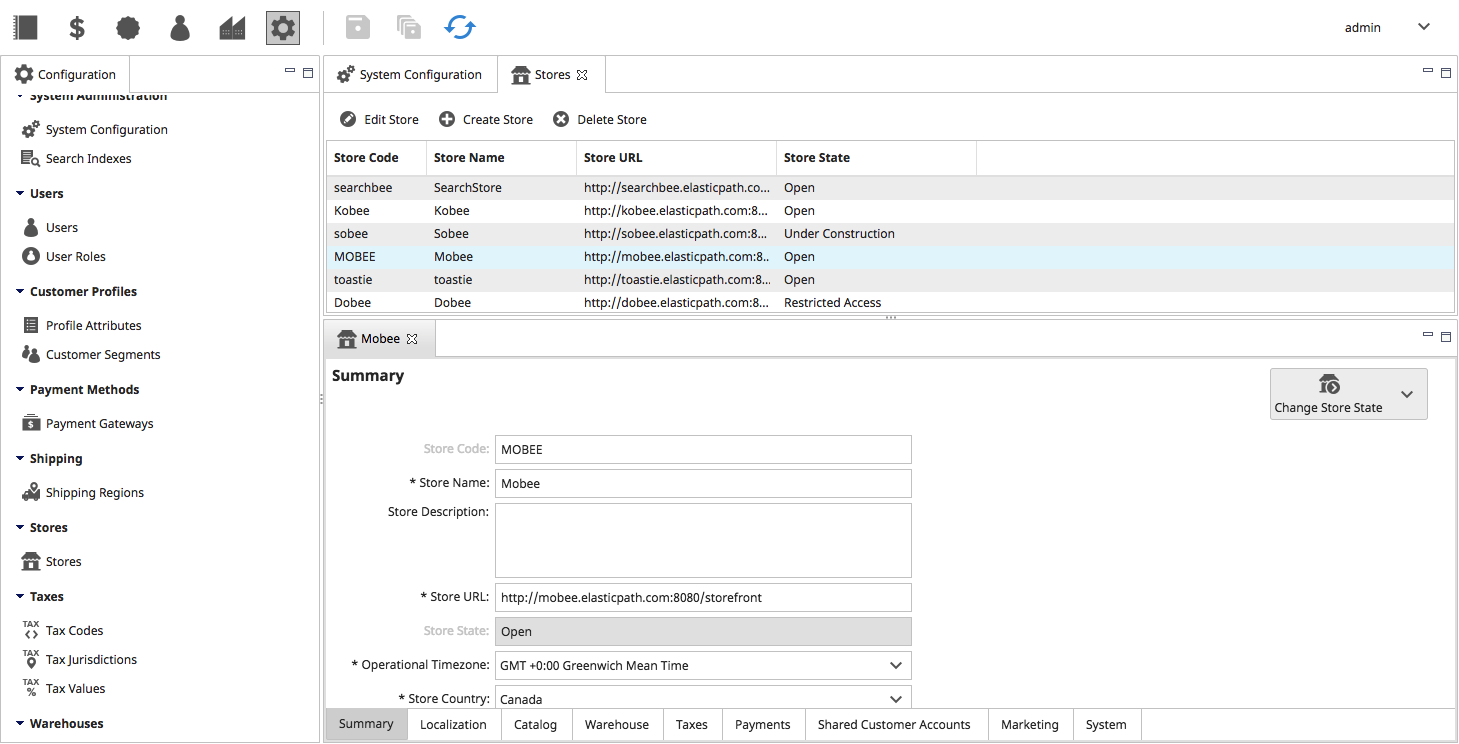 admin
Configuration
System Administration
System Configuration
Search Indexes
Users
Users
User Roles
Customer Profiles
Profile Attributes
Customer Segments
Payment Methods
$
Payment Gateways
Shipping
Shipping Regions
Stores
Stores
Taxes
TAX
Tax Codes
TAX
Tax Jurisdictions
TAX
%
Tax Values
Warehouses
System Configuration
Stores
Edit Store
Create Store
Delete Store
Store Code Store Name Store URL Store State
searchbee SearchStore http://searchbee.elasticpath.co... Open
Kobee Kobee http://kobee.elasticpath.com:8... Open
sobee Sobee http://sobee.elasticpath.com:8... Under Construction
MOBEE Mobee http://mobee.elasticpath.com:8.. Open
toastie toastie http://toastie.elasticpath.com:8... Open
Dobee Dobee http://dobee.elasticpath.com:8... Restricted Access
Mobee
Summary
Change Store State
Store Code: MOBEE
* Store Name: Mobee
Store Description:
* Store URL: http://mobee.elasticpath.com:8080/storefront
Store State: Open
* Operational Timezone: GMT +0:00 Greenwich Mean Time
* Store Country: Canada
Summary Localization Catalog Warehouse Taxes Payments Shared Customer Accounts Marketing System